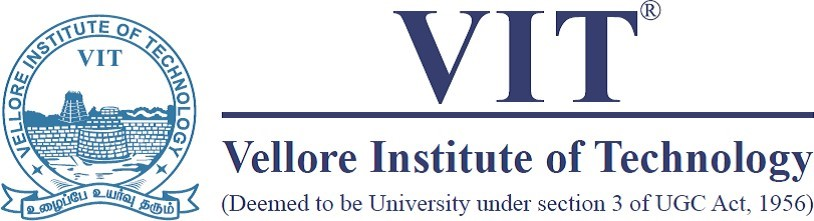 VELLORE INSTITUTE OF TECHNOLOGY
VIT
உழைப்பே உயர்வு தரும்
VIT®
Vellore Institute of Technology
(Deemed to be University under section 3 of UGC Act, 1956)